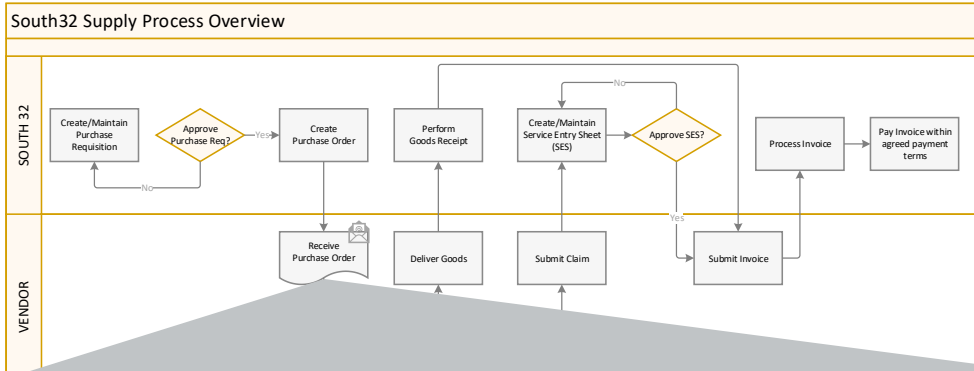 South32 Supply Process Overview
SOUTH 32
Create/Maintain
Purchase
Requisition
Approve
Purchase Req?
Yes
No
Create
Purchase Order
Perform
Goods Receipt
Create/Maintain
Service Entry Sheet
(SES)
No
Approve SES?
Yes
Process Invoice
Pay Invoice within
agreed payment
terms
VENDOR
Receive
Purchase Order
@
Deliver Goods
Submit Claim
Submit Invoice